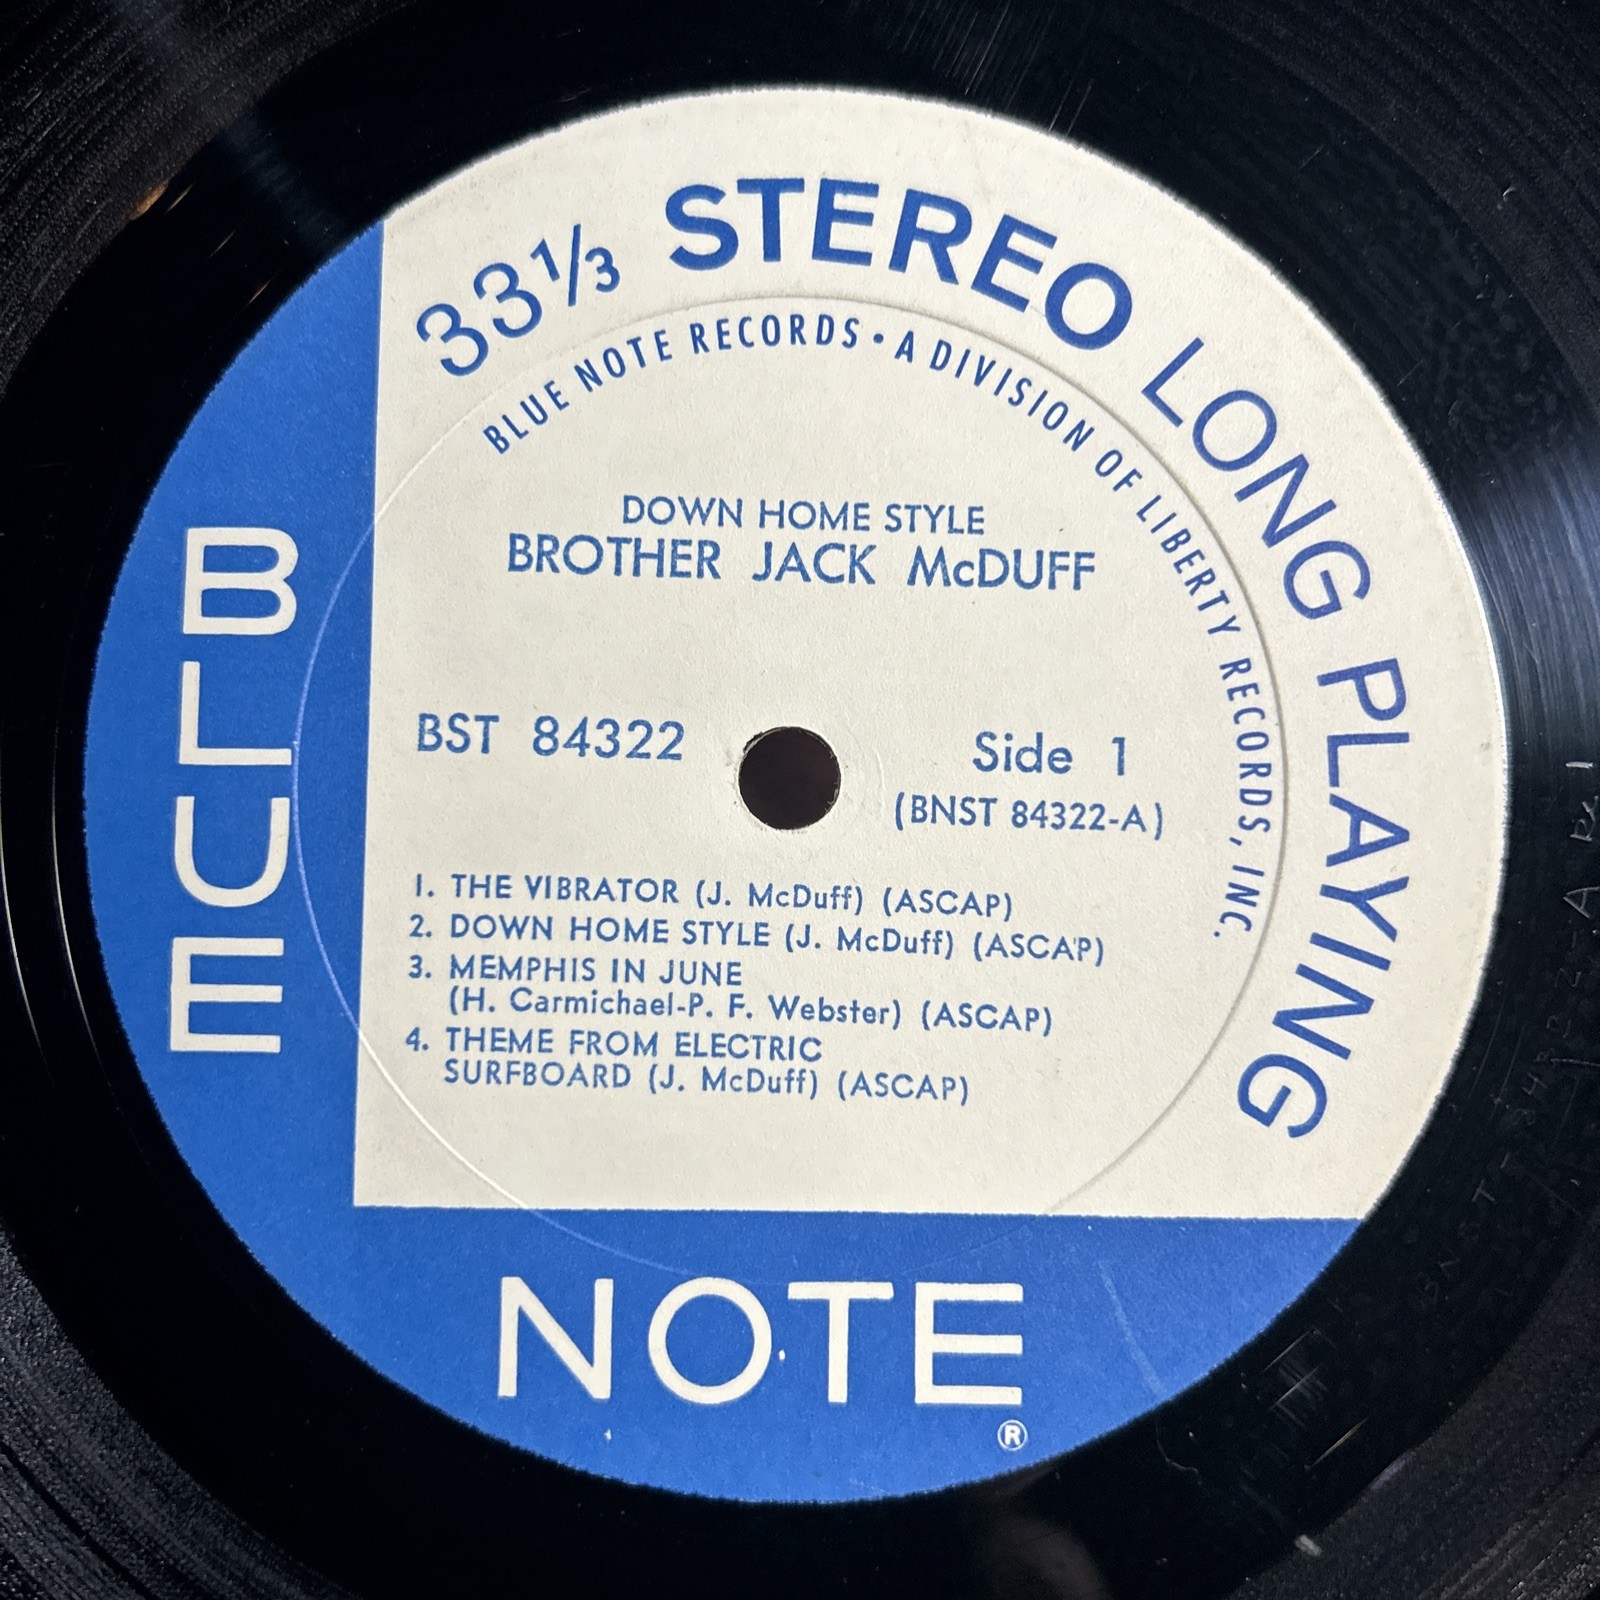 33⅓ STEREO LONG PLAYING
BLUE NOTE RECORDS • A DIVISION OF LIBERTY RECORDS, INC.
DOWN HOME STYLE
BROTHER JACK McDUFF
BST 84322
Side 1
(BNST 84322-A)
1. THE VIBRATOR (J. McDuff) (ASCAP)
2. DOWN HOME STYLE (J. McDuff) (ASCAP)
3. MEMPHIS IN JUNE
(H. Carmichael-P. F. Webster) (ASCAP)
4. THEME FROM ELECTRIC
SURFBOARD (J. McDuff) (ASCAP)
BLUE
NOTE
®